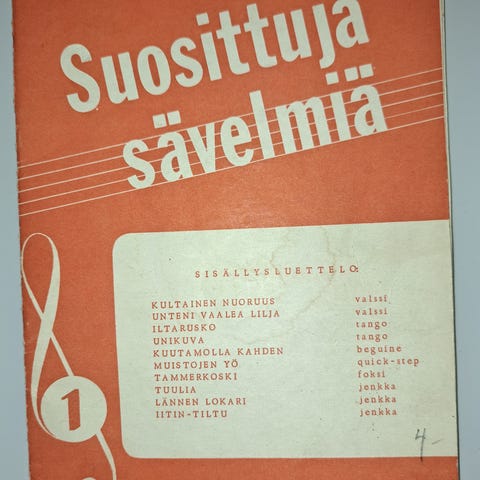 Suosittuja
sävelmiä
SISÄLLYSLUETTELO:
KULTAINEN NUORUUS valssi
UNTENI VAALEA LILJA valssi
ILTARUSKO tango
UNIKUVA tango
KUUTAMOLLA KAHDEN beguine
MUISTOJEN YÖ quick-step
TAMMERKOSKI foksi
TUULIA jenkka
LÄNNEN LOKARI jenkka
IITIN-TILTU jenkka
1
4-